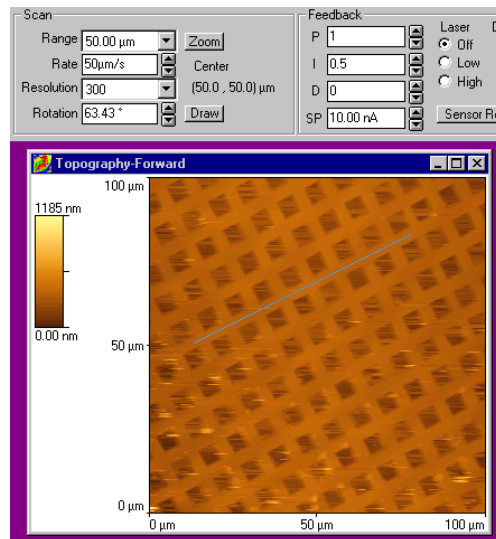 Scan
Range 50.00 µm Zoom
Rate 50µm/s Center
Resolution 300 (50.0 , 50.0) µm
Rotation 63.43 ° Draw
Feedback
P 1
I 0.5
D 0
SP 10.00 nA
Laser
Off
Low
High
Sensor Re
Topography-Forward
1185 nm
0.00 nm
100 µm
50 µm
0 µm
0 µm 50 µm 100 µm